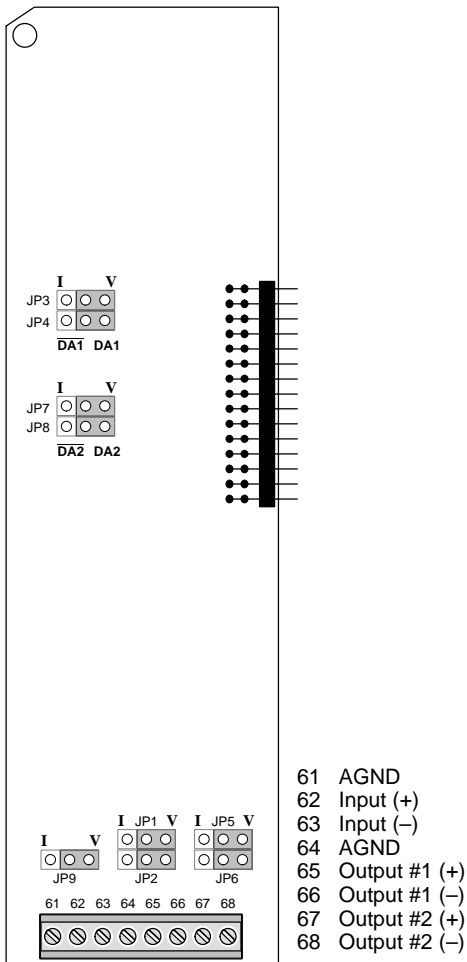 I V
JP3
JP4
DA1 DA1
I V
JP7
JP8
DA2 DA2
I V
JP9
I JP1 V
JP2
I JP5 V
JP6
61 62 63 64 65 66 67 68
61 AGND
62 Input (+)
63 Input (–)
64 AGND
65 Output #1 (+)
66 Output #1 (–)
67 Output #2 (+)
68 Output #2 (–)